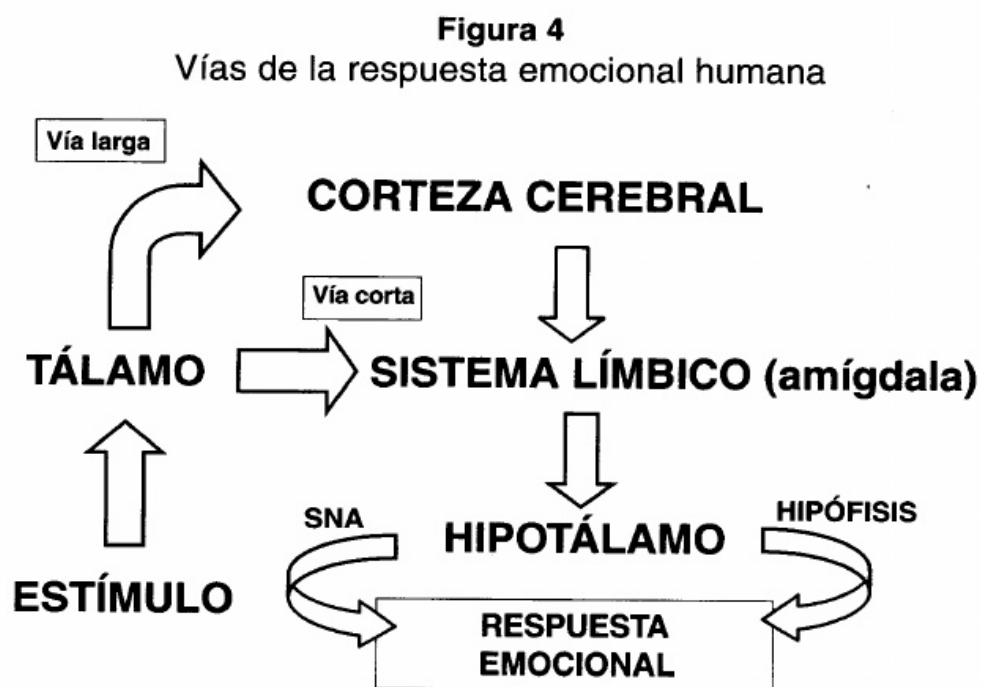 Figura 4
Vías de la respuesta emocional humana
Vía larga
CORTEZA CEREBRAL
Vía corta
TÁLAMO
SISTEMA LÍMBICO (amígdala)
SNA
HIPOTÁLAMO
HIPÓFISIS
ESTÍMULO
RESPUESTA
EMOCIONAL